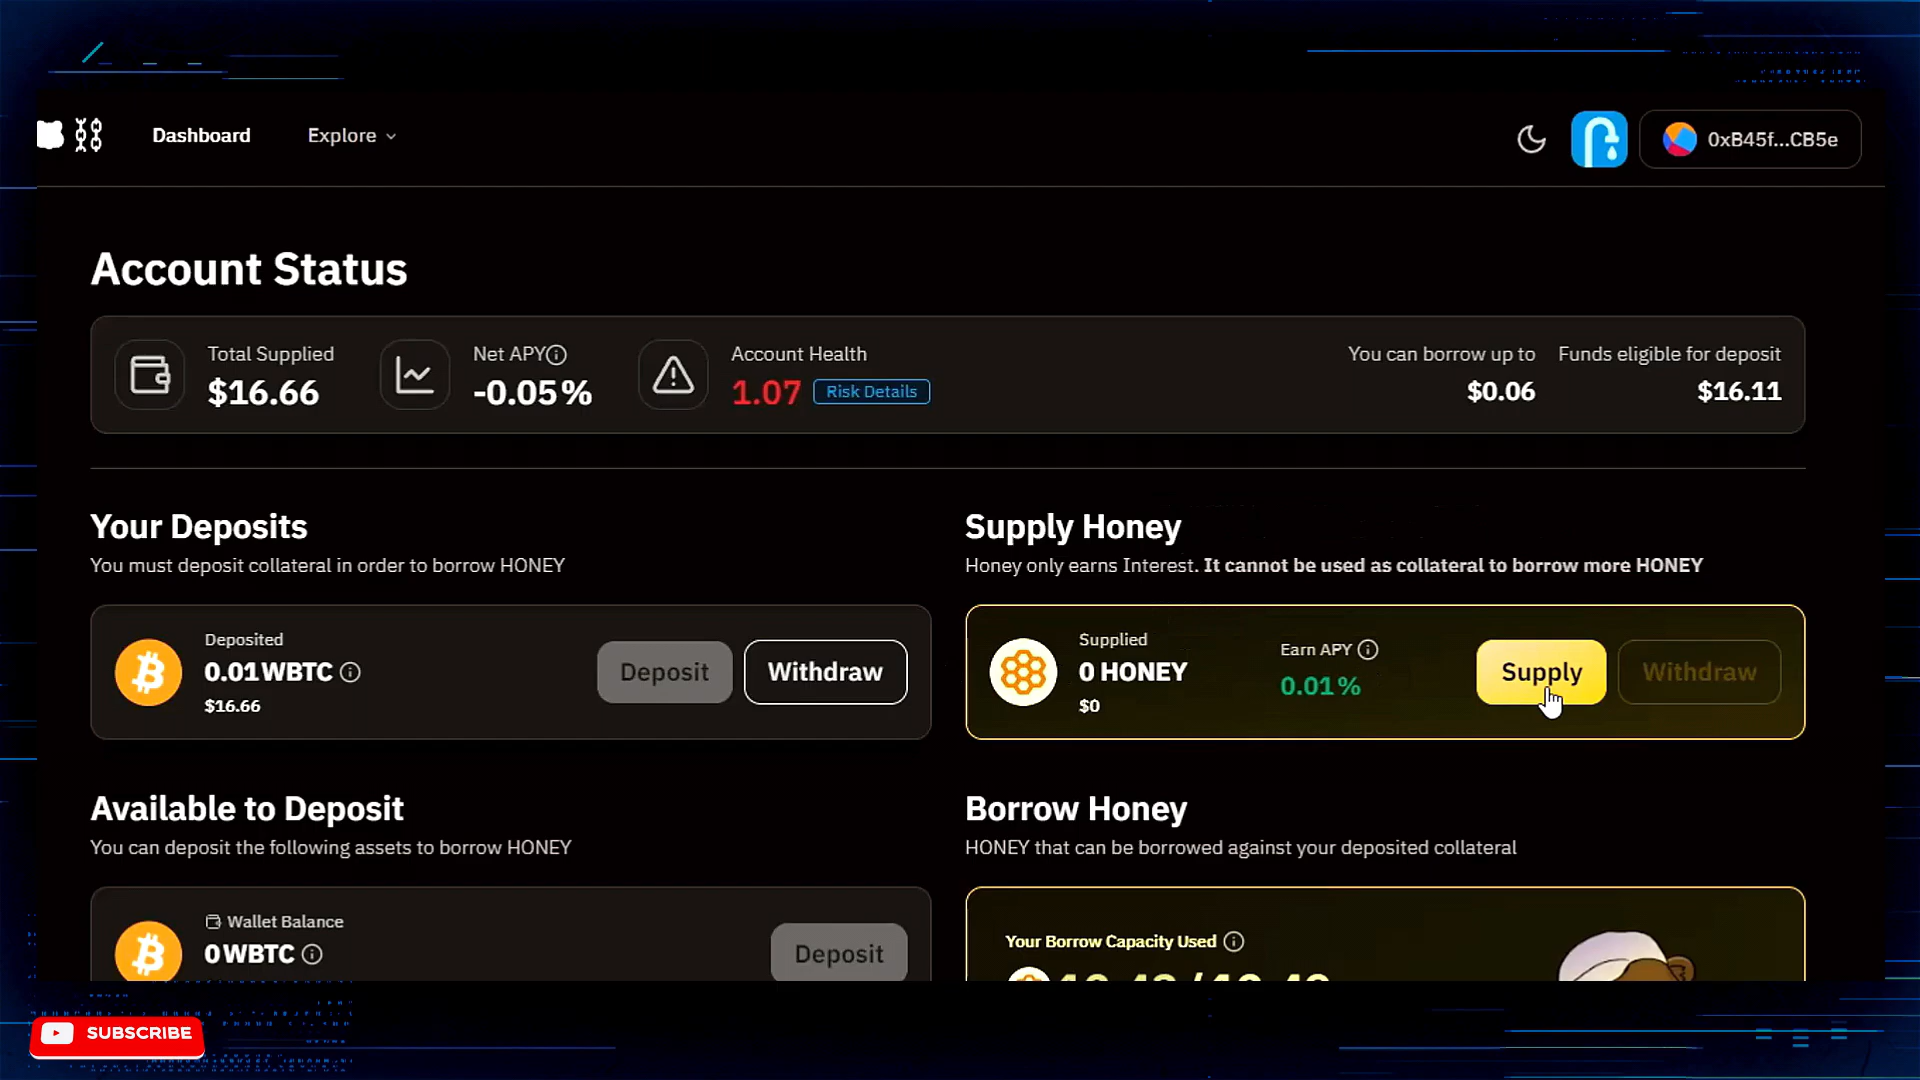 Dashboard
Explore
0xB45f...CB5e
Account Status
Total Supplied
$16.66
Net APY
-0.05%
Account Health
1.07 Risk Details
You can borrow up to
$0.06
Funds eligible for deposit
$16.11
Your Deposits
You must deposit collateral in order to borrow HONEY
Deposited
0.01 WBTC
$16.66
Deposit
Withdraw
Supply Honey
Honey only earns Interest. It cannot be used as collateral to borrow more HONEY
Supplied
0 HONEY
$0
Earn APY
0.01%
Supply
Withdraw
Available to Deposit
You can deposit the following assets to borrow HONEY
Wallet Balance
0 WBTC
Deposit
Borrow Honey
HONEY that can be borrowed against your deposited collateral
Your Borrow Capacity Used
SUBSCRIBE